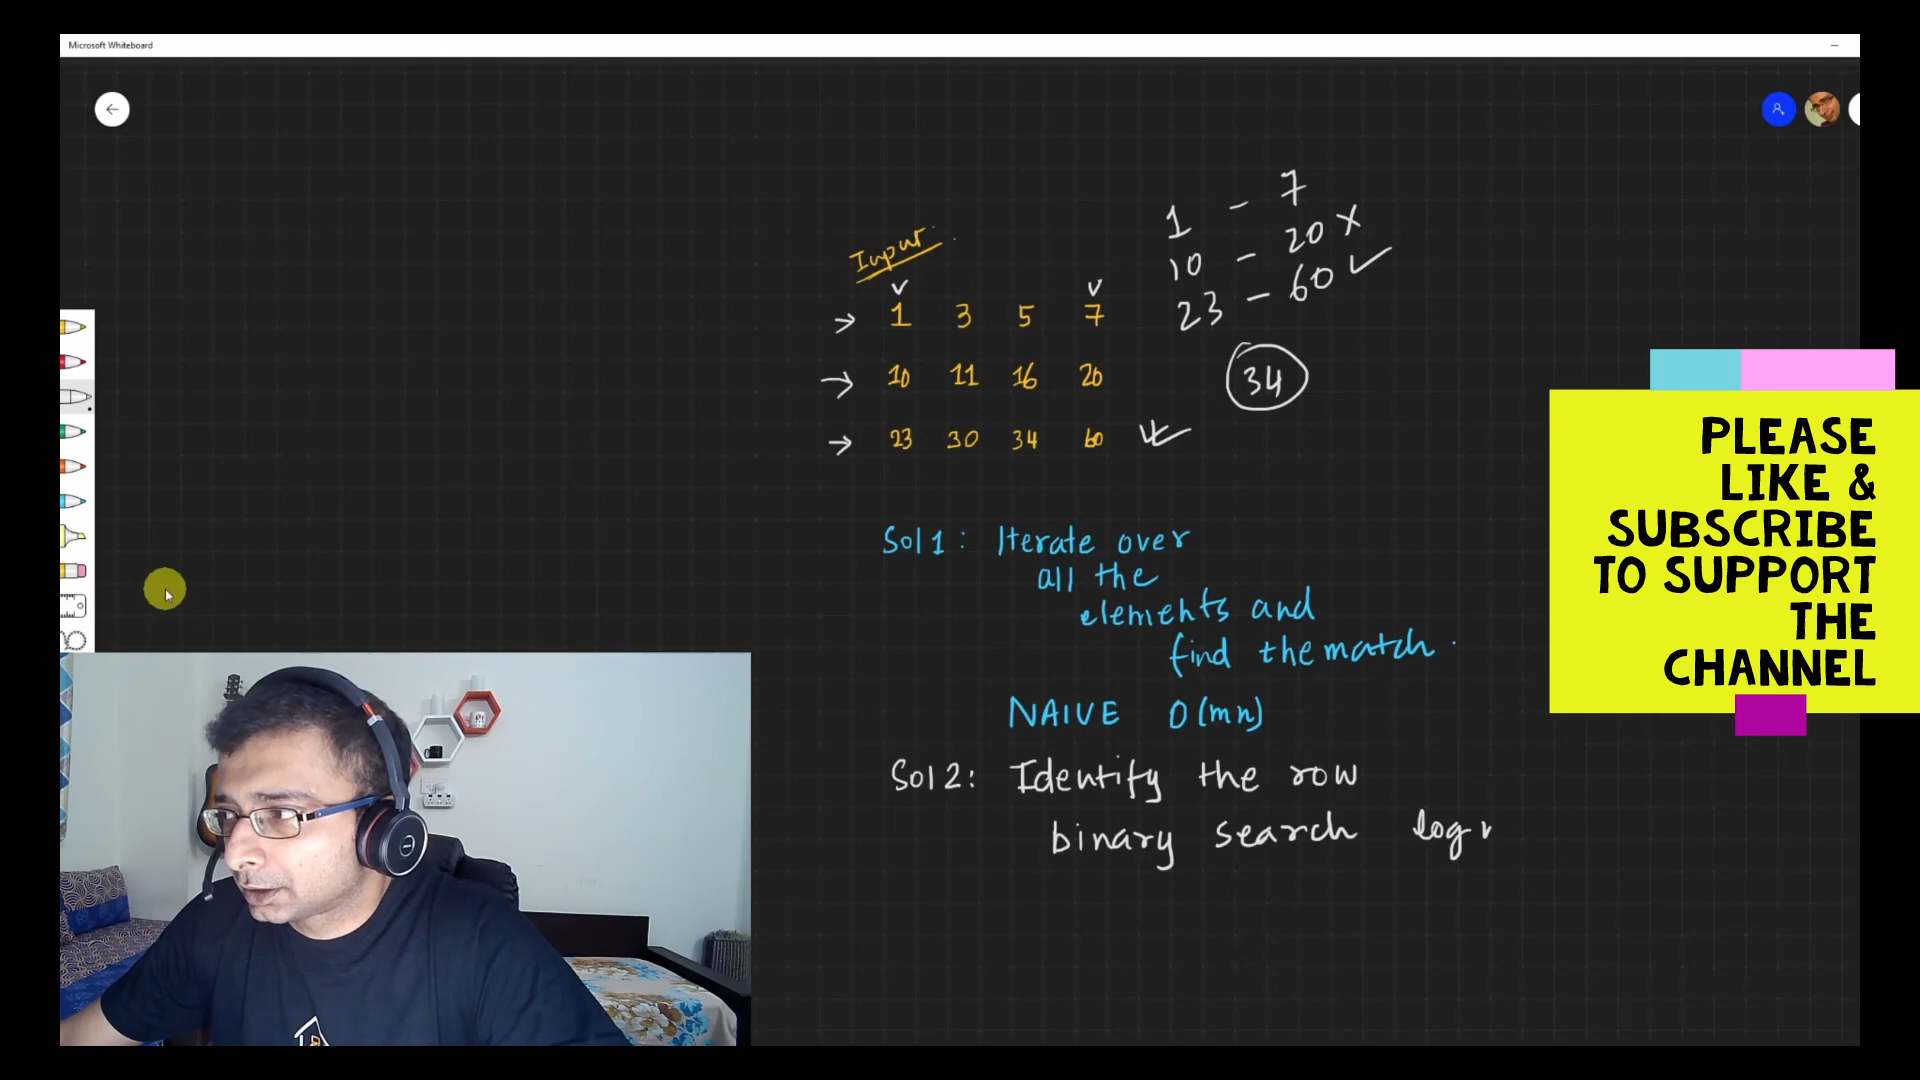 Microsoft Whiteboard
1 - 7
10 - 20 X
23 - 60 ✓
Input
1 3 5 7
10 11 16 20
23 30 34 60
34
Sol 1: Iterate over
all the
elements and
find the match.
NAIVE O(mn)
Sol 2: Identify the row
binary search log
PLEASE
LIKE &
SUBSCRIBE
TO SUPPORT
THE
CHANNEL